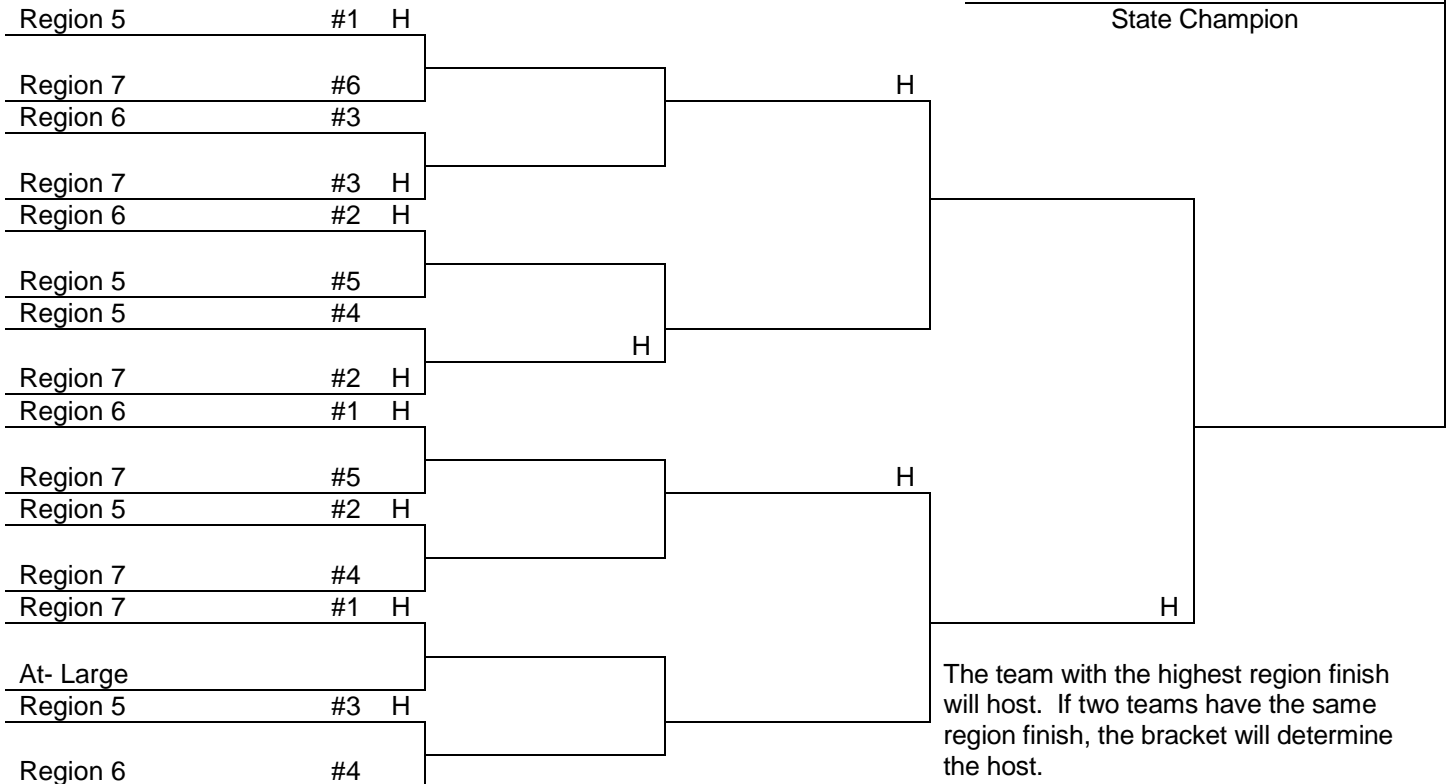 Region 5 #1 H
State Champion
Region 7 #6 H
Region 6 #3
Region 7 #3 H
Region 6 #2 H
Region 5 #5
Region 5 #4
H
Region 7 #2 H
Region 6 #1 H
Region 7 #5 H
Region 5 #2 H
Region 7 #4
Region 7 #1 H
H
At- Large
Region 5 #3 H
Region 6 #4
The team with the highest region finish
will host. If two teams have the same
region finish, the bracket will determine
the host.